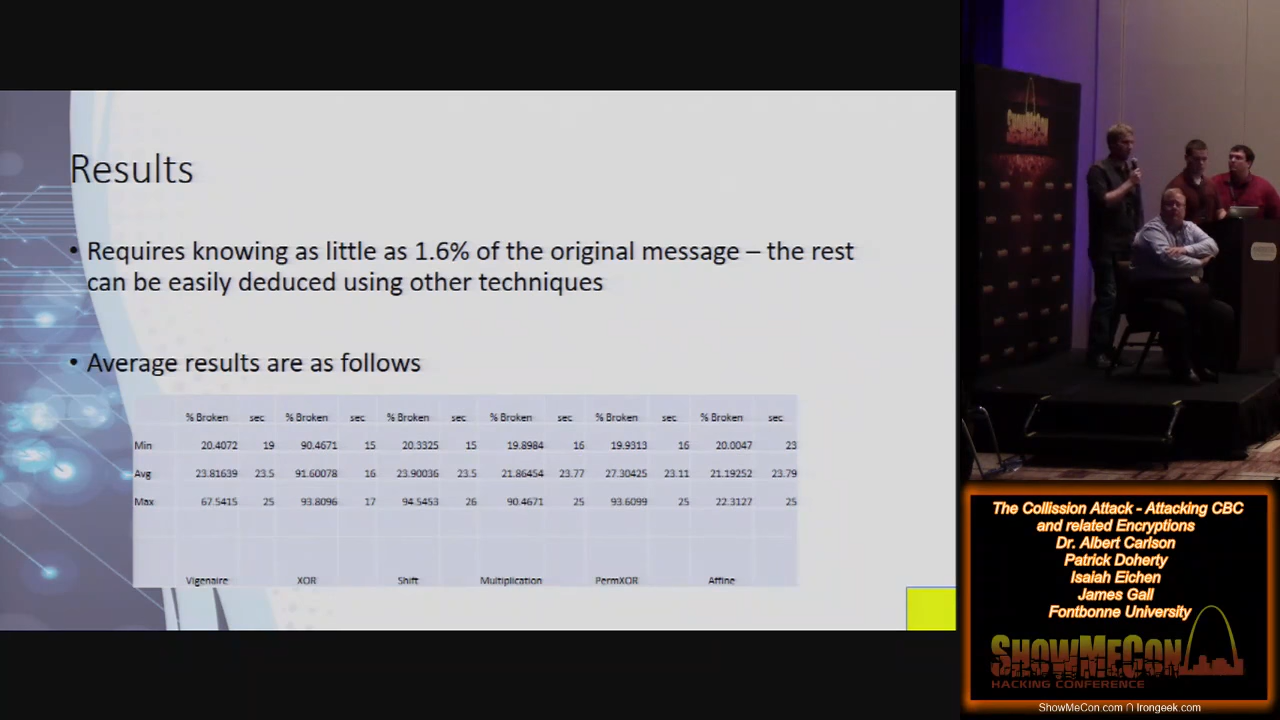 Results
• Requires knowing as little as 1.6% of the original message – the rest
can be easily deduced using other techniques
• Average results are as follows
% Broken sec % Broken sec % Broken sec % Broken sec % Broken sec % Broken sec
Min 20.4072 19 90.4671 15 20.3325 15 19.8984 16 19.9313 16 20.0047 23
Avg 23.81639 23.5 91.60078 16 23.90036 23.5 21.86454 23.77 27.30425 23.11 21.19252 23.79
Max 67.5415 25 93.8096 17 94.5453 26 90.4671 25 93.6099 25 22.3127 25
Vigenaire XOR Shift Multiplication PermXOR Affine
ShowMeCon
The Collission Attack - Attacking CBC
and related Encryptions
Dr. Albert Carlson
Patrick Doherty
Isaiah Eichen
James Gall
Fontbonne University
ShowMeCon
HACKING CONFERENCE
ShowMeCon.com ∩ Irongeek.com